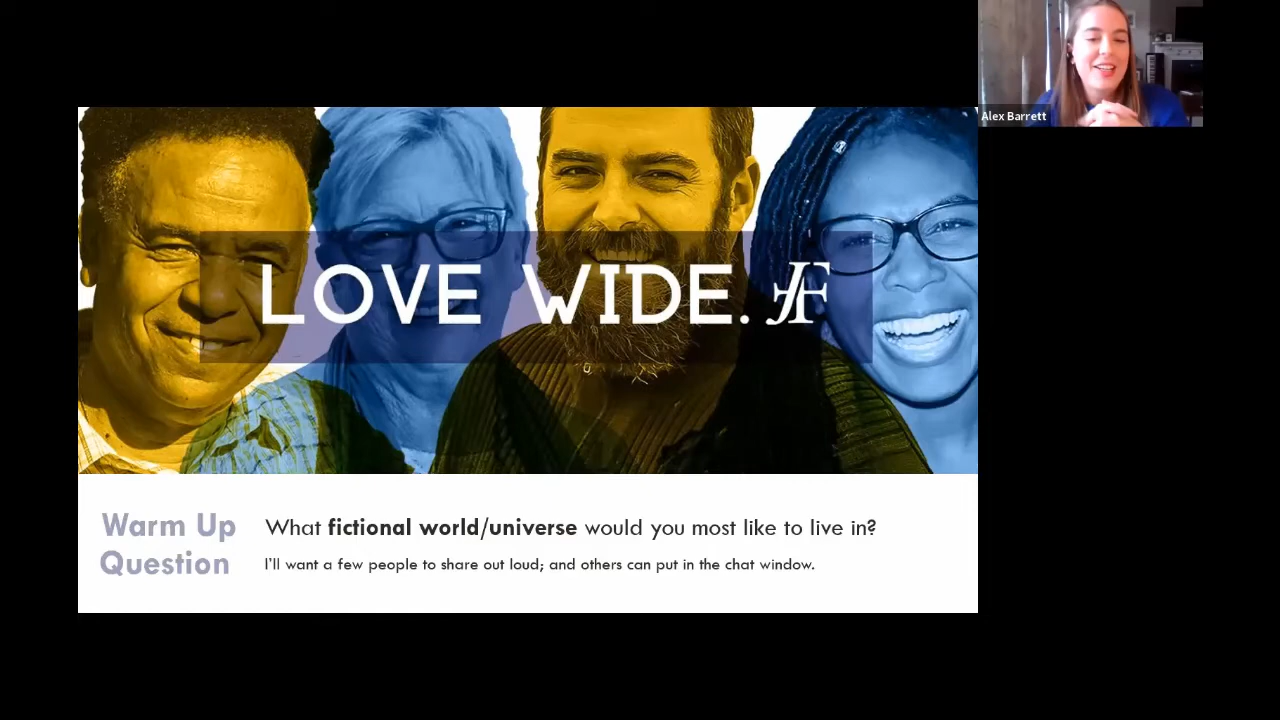 Alex Barrett
LOVE WIDE. JF
Warm Up
Question
What fictional world/universe would you most like to live in?
I'll want a few people to share out loud; and others can put in the chat window.